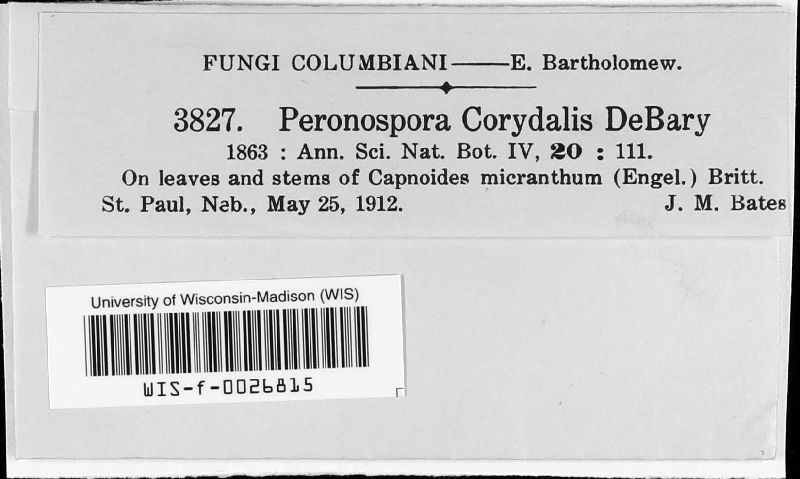 FUNGI COLUMBIANI——E. Bartholomew.
3827. Peronospora Corydalis DeBary
1863 : Ann. Sci. Nat. Bot. IV, 20 : 111.
On leaves and stems of Capnoides micranthum (Engel.) Britt.
St. Paul, Neb., May 25, 1912. J. M. Bates
University of Wisconsin-Madison (WIS)
WIS-f-0026815